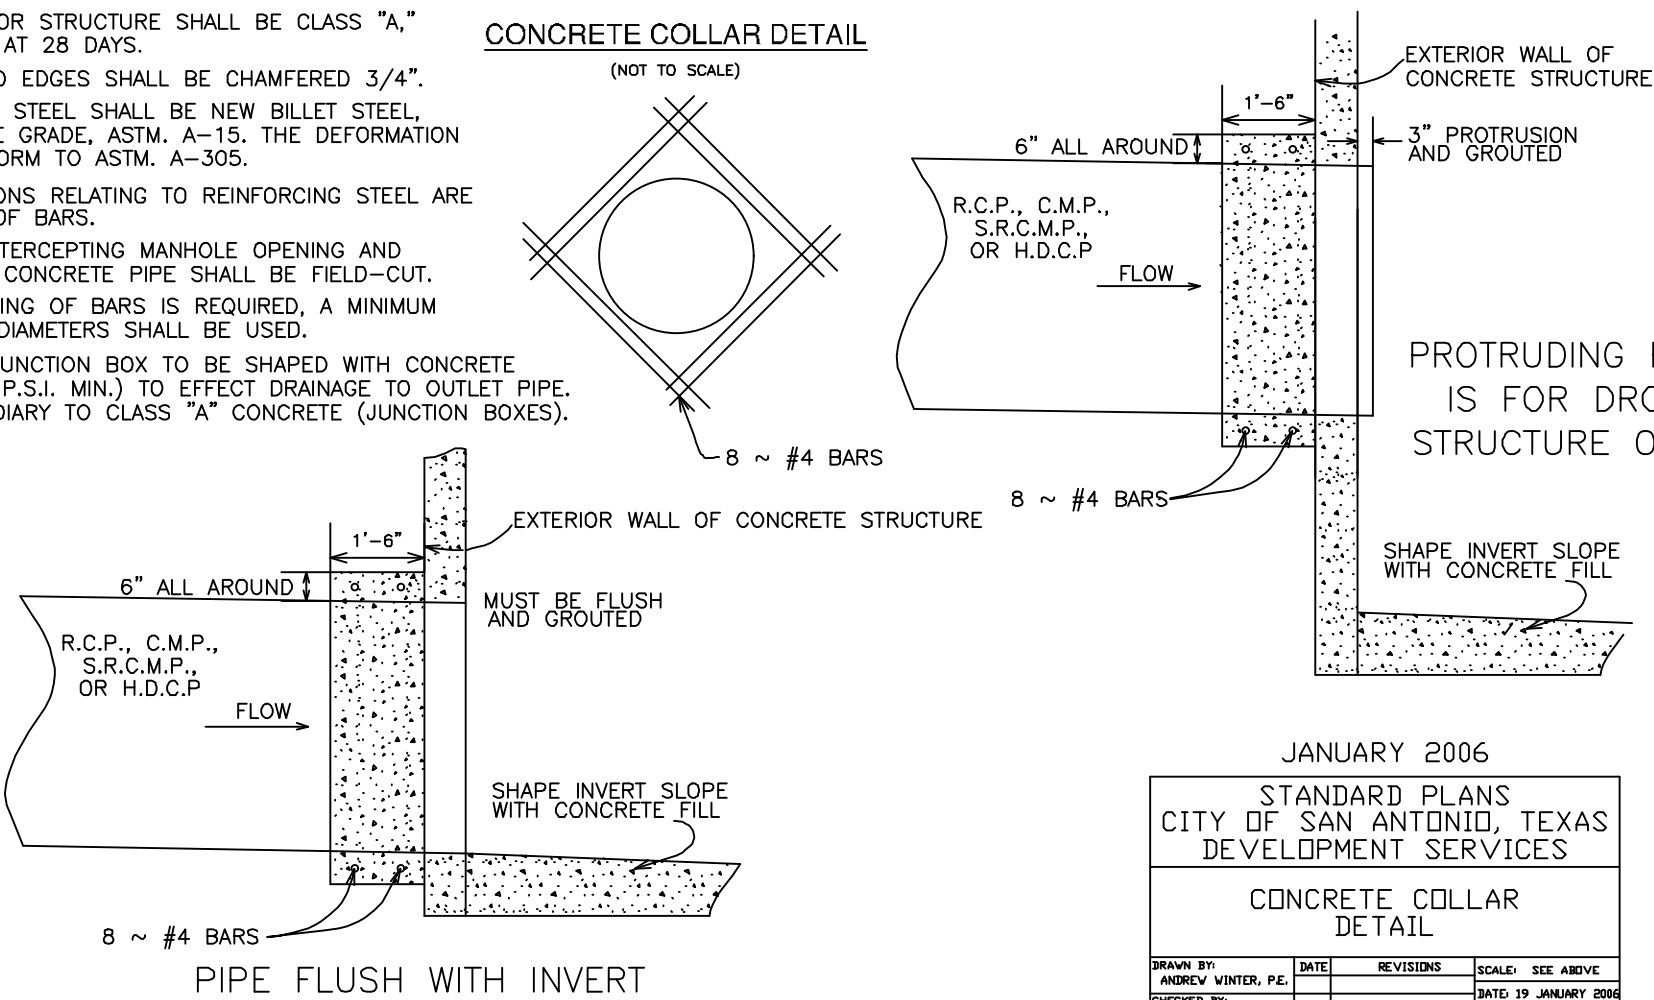 OR STRUCTURE SHALL BE CLASS "A,"
AT 28 DAYS.
EDGES SHALL BE CHAMFERED 3/4".
STEEL SHALL BE NEW BILLET STEEL,
GRADE, ASTM. A-15. THE DEFORMATION
TO ASTM. A-305.
RELATING TO REINFORCING STEEL ARE
OF BARS.
MANHOLE OPENING AND
CONCRETE PIPE SHALL BE FIELD-CUT.
OF BARS IS REQUIRED, A MINIMUM
DIAMETERS SHALL BE USED.
BOX TO BE SHAPED WITH CONCRETE
P.S.I. MIN.) TO EFFECT DRAINAGE TO OUTLET PIPE.
TO CLASS "A" CONCRETE (JUNCTION BOXES).
CONCRETE COLLAR DETAIL
(NOT TO SCALE)
8 ~ #4 BARS
EXTERIOR WALL OF
CONCRETE STRUCTURE
1'-6"
6" ALL AROUND
3" PROTRUSION
AND GROUTED
R.C.P., C.M.P.,
S.R.C.M.P.,
OR H.D.C.P
FLOW
PROTRUDING
IS FOR
STRUCTURE
8 ~ #4 BARS
SHAPE INVERT SLOPE
WITH CONCRETE FILL
EXTERIOR WALL OF CONCRETE STRUCTURE
1'-6"
6" ALL AROUND
MUST BE FLUSH
AND GROUTED
R.C.P., C.M.P.,
S.R.C.M.P.,
OR H.D.C.P
FLOW
SHAPE INVERT SLOPE
WITH CONCRETE FILL
8 ~ #4 BARS
PIPE FLUSH WITH INVERT
JANUARY 2006
STANDARD PLANS
CITY OF SAN ANTONIO, TEXAS
DEVELOPMENT SERVICES
CONCRETE COLLAR
DETAIL
DRAWN BY:
ANDREW WINTER, P.E.
DATE
REVISIONS
SCALE: SEE ABOVE
DATE: 19 JANUARY 2006
CHECKED BY: